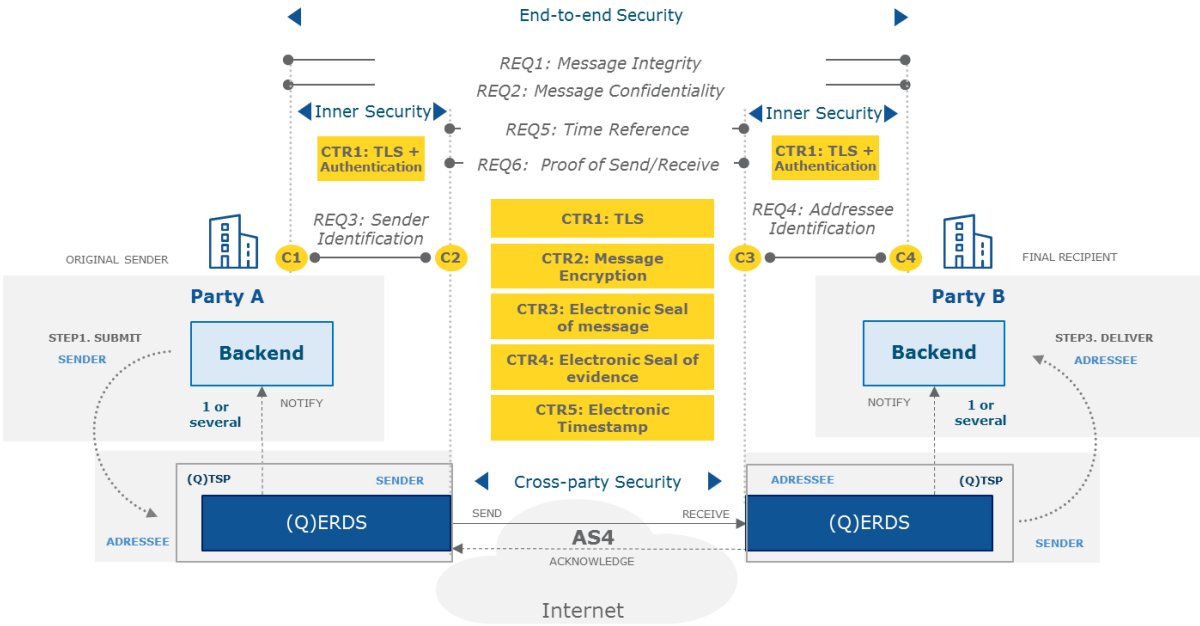 End-to-end Security
REQ1: Message Integrity
REQ2: Message Confidentiality
Inner Security
Inner Security
REQ5: Time Reference
CTR1: TLS +
Authentication
CTR1: TLS +
Authentication
REQ6: Proof of Send/Receive
REQ3: Sender
Identification
REQ4: Addressee
Identification
CTR1: TLS
C1
C2
C3
C4
ORIGINAL SENDER
FINAL RECIPIENT
CTR2: Message
Encryption
Party A
Party B
CTR3: Electronic Seal
of message
STEP1. SUBMIT
SENDER
Backend
Backend
STEP3. DELIVER
ADRESSEE
CTR4: Electronic Seal of
evidence
NOTIFY
1 or
several
NOTIFY
1 or
several
CTR5: Electronic
Timestamp
(Q)TSP
SENDER
Cross-party Security
ADRESSEE
(Q)TSP
(Q)ERDS
SEND
RECEIVE
(Q)ERDS
ADRESSEE
AS4
SENDER
ACKNOWLEDGE
Internet